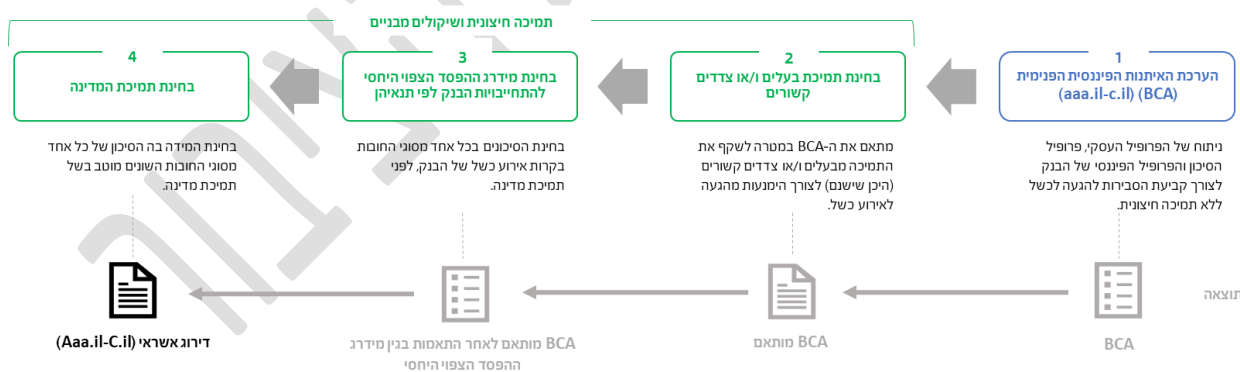 תמיכה חיצונית ושיקולים מבניים
1
הערכת האיתנות הפיננסית הפנימית
(BCA) (aaa.il-c.il)
2
בחינת תמיכת בעלים ו/או צדדים
קשורים
3
בחינת מידרג ההפסד הצפוי היחסי
להתחייבויות הבנק לפי תנאיהן
4
בחינת תמיכת המדינה
ניתוח של הפרופיל העסקי, פרופיל
הסיכון והפרופיל הפיננסי של הבנק
לצורך קביעת הסבירות להגעה לכשל
ללא תמיכה חיצונית.
מתאם את ה-BCA במטרה לשקף את
התמיכה מבעלים ו/או צדדים קשורים
(היכן שישנם) לצורך הימנעות מהגעה
לאירוע כשל.
בחינת הסיכונים בכל אחד מסוגי החובות
בקרות אירוע כשל של הבנק, לפני
תמיכת מדינה.
בחינת המידה בה הסיכון של כל אחד
מסוגי החובות השונים מוטב בשל
תמיכת מדינה.
תוצאה
BCA
BCA מותאם
BCA מותאם לאחר התאמות בגין מידרג
ההפסד הצפוי היחסי
דירוג אשראי (Aaa.il-C.il)